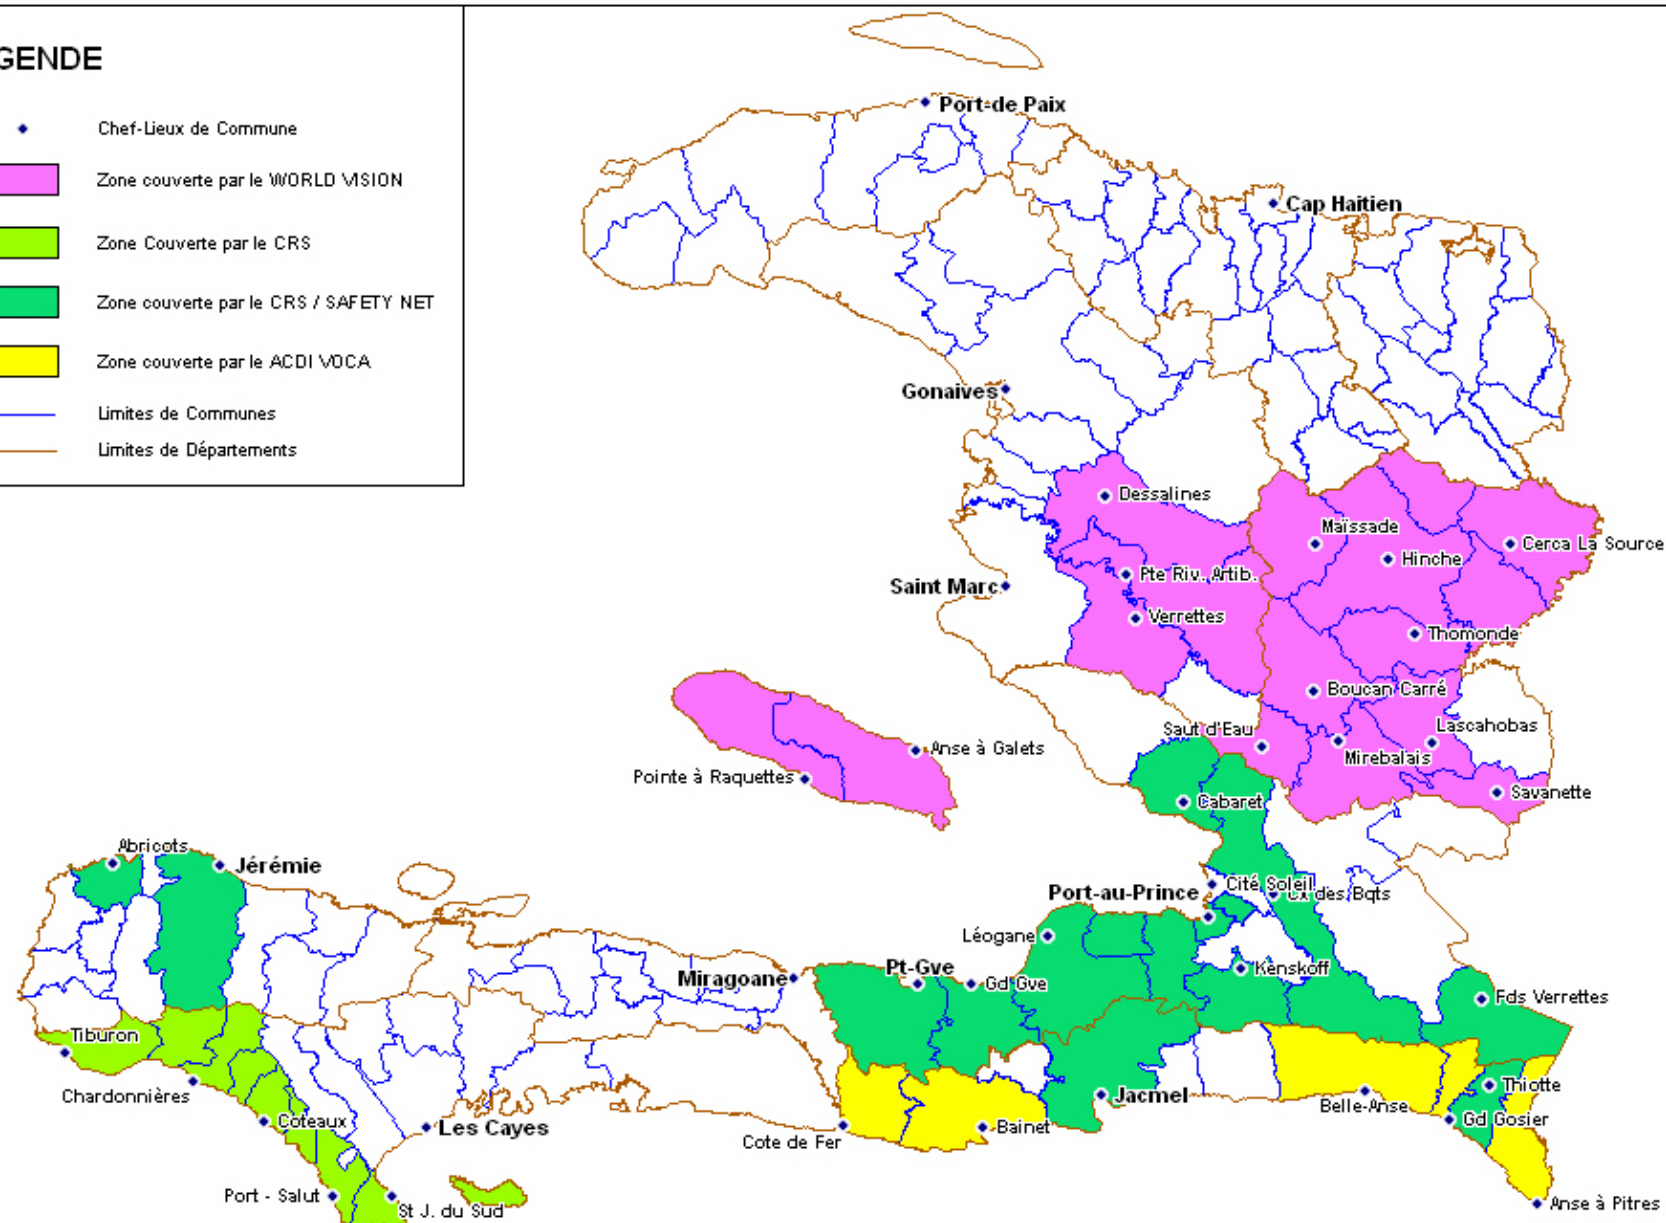 GENDE
Chef-Lieux de Commune
Zone couverte par le WORLD VISION
Zone Couverte par le CRS
Zone couverte par le CRS / SAFETY NET
Zone couverte par le ACDI VOCA
Limites de Communes
Limites de Départements
Port-de Paix
Cap Haitien
Gonaives
Dessalines
Maïssade
Cerca La Source
Hinche
Pte Riv. Artib.
Saint Marc
Verrettes
Thomonde
Boucan Carré
Lascahobas
Saut d'Eau
Mirebalais
Anse à Galets
Pointe à Raquettes
Savanette
Cabaret
Abricots
Jérémie
Cité Soleil
Port-au-Prince
Cx des Bqts
Léogane
Pt-Gve
Kenskoff
Miragoane
Gd Gve
Fds Verrettes
Tiburon
Thiotte
Chardonnières
Jacmel
Belle-Anse
Coteaux
Les Cayes
Cote de Fer
Bainet
Gd Gosier
Port - Salut
St J. du Sud
Anse à Pitres